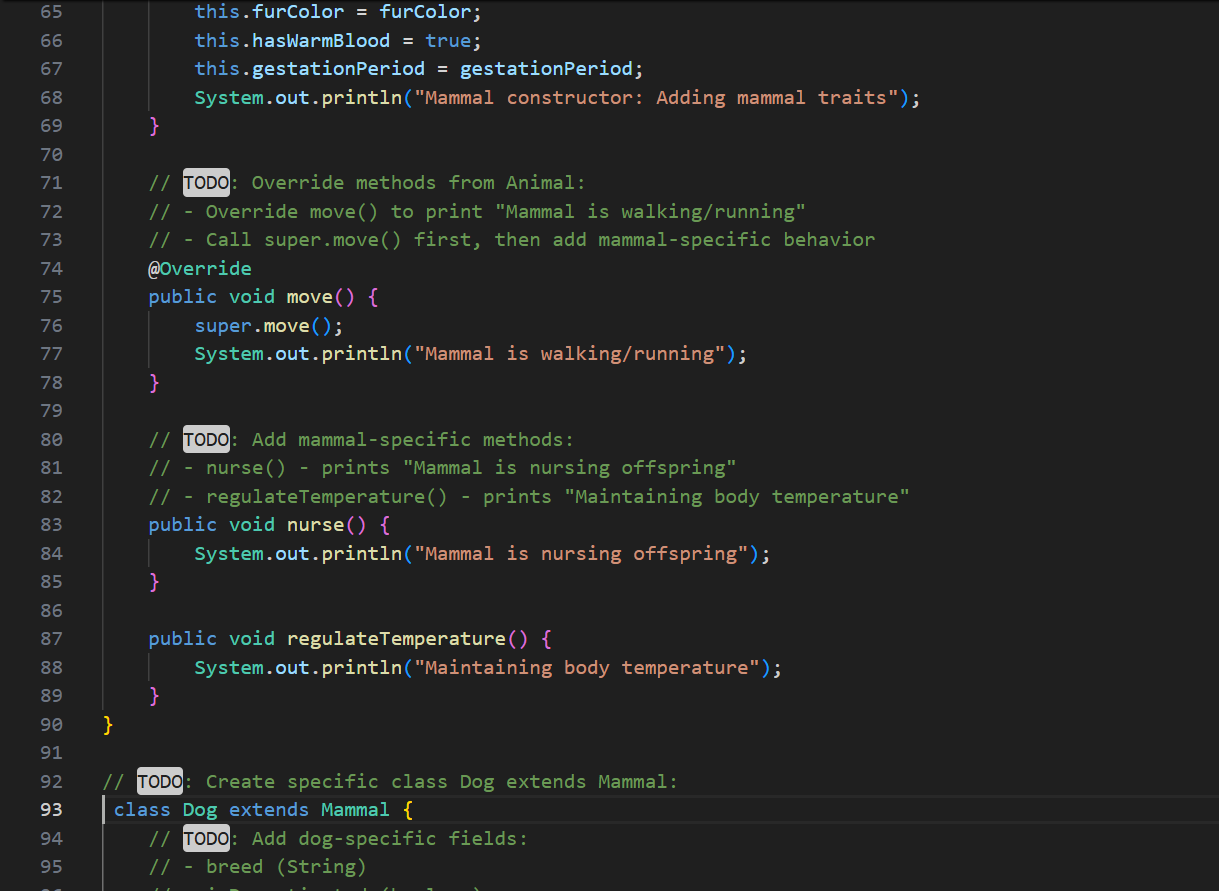 65 this.furColor = furColor;
66 this.hasWarmBlood = true;
67 this.gestationPeriod = gestationPeriod;
68 System.out.println("Mammal constructor: Adding mammal traits");
69 }
70
71 // TODO: Override methods from Animal:
72 // - Override move() to print "Mammal is walking/running"
73 // - Call super.move() first, then add mammal-specific behavior
74 @Override
75 public void move() {
76 super.move();
77 System.out.println("Mammal is walking/running");
78 }
79
80 // TODO: Add mammal-specific methods:
81 // - nurse() - prints "Mammal is nursing offspring"
82 // - regulateTemperature() - prints "Maintaining body temperature"
83 public void nurse() {
84 System.out.println("Mammal is nursing offspring");
85 }
86
87 public void regulateTemperature() {
88 System.out.println("Maintaining body temperature");
89 }
90 }
91
92 // TODO: Create specific class Dog extends Mammal:
93 class Dog extends Mammal {
94 // TODO: Add dog-specific fields:
95 // - breed (String)